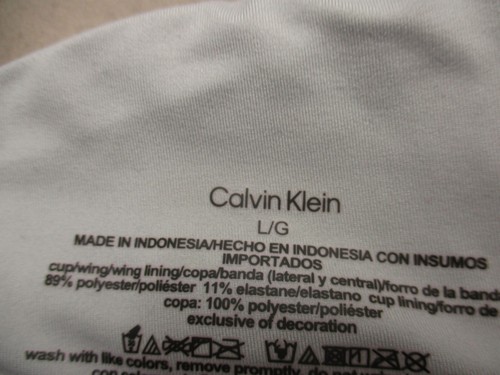 Calvin Klein
L/G
MADE IN INDONESIA/HECHO EN INDONESIA CON INSUMOS
IMPORTADOS
cup/wing/wing lining/copa/banda (lateral y central)/forro de la band
89% polyester/poliéster 11% elastane/elastano cup lining/forro de
copa: 100% polyester/poliéster
exclusive of decoration
wash with like colors, remove promptly, do not